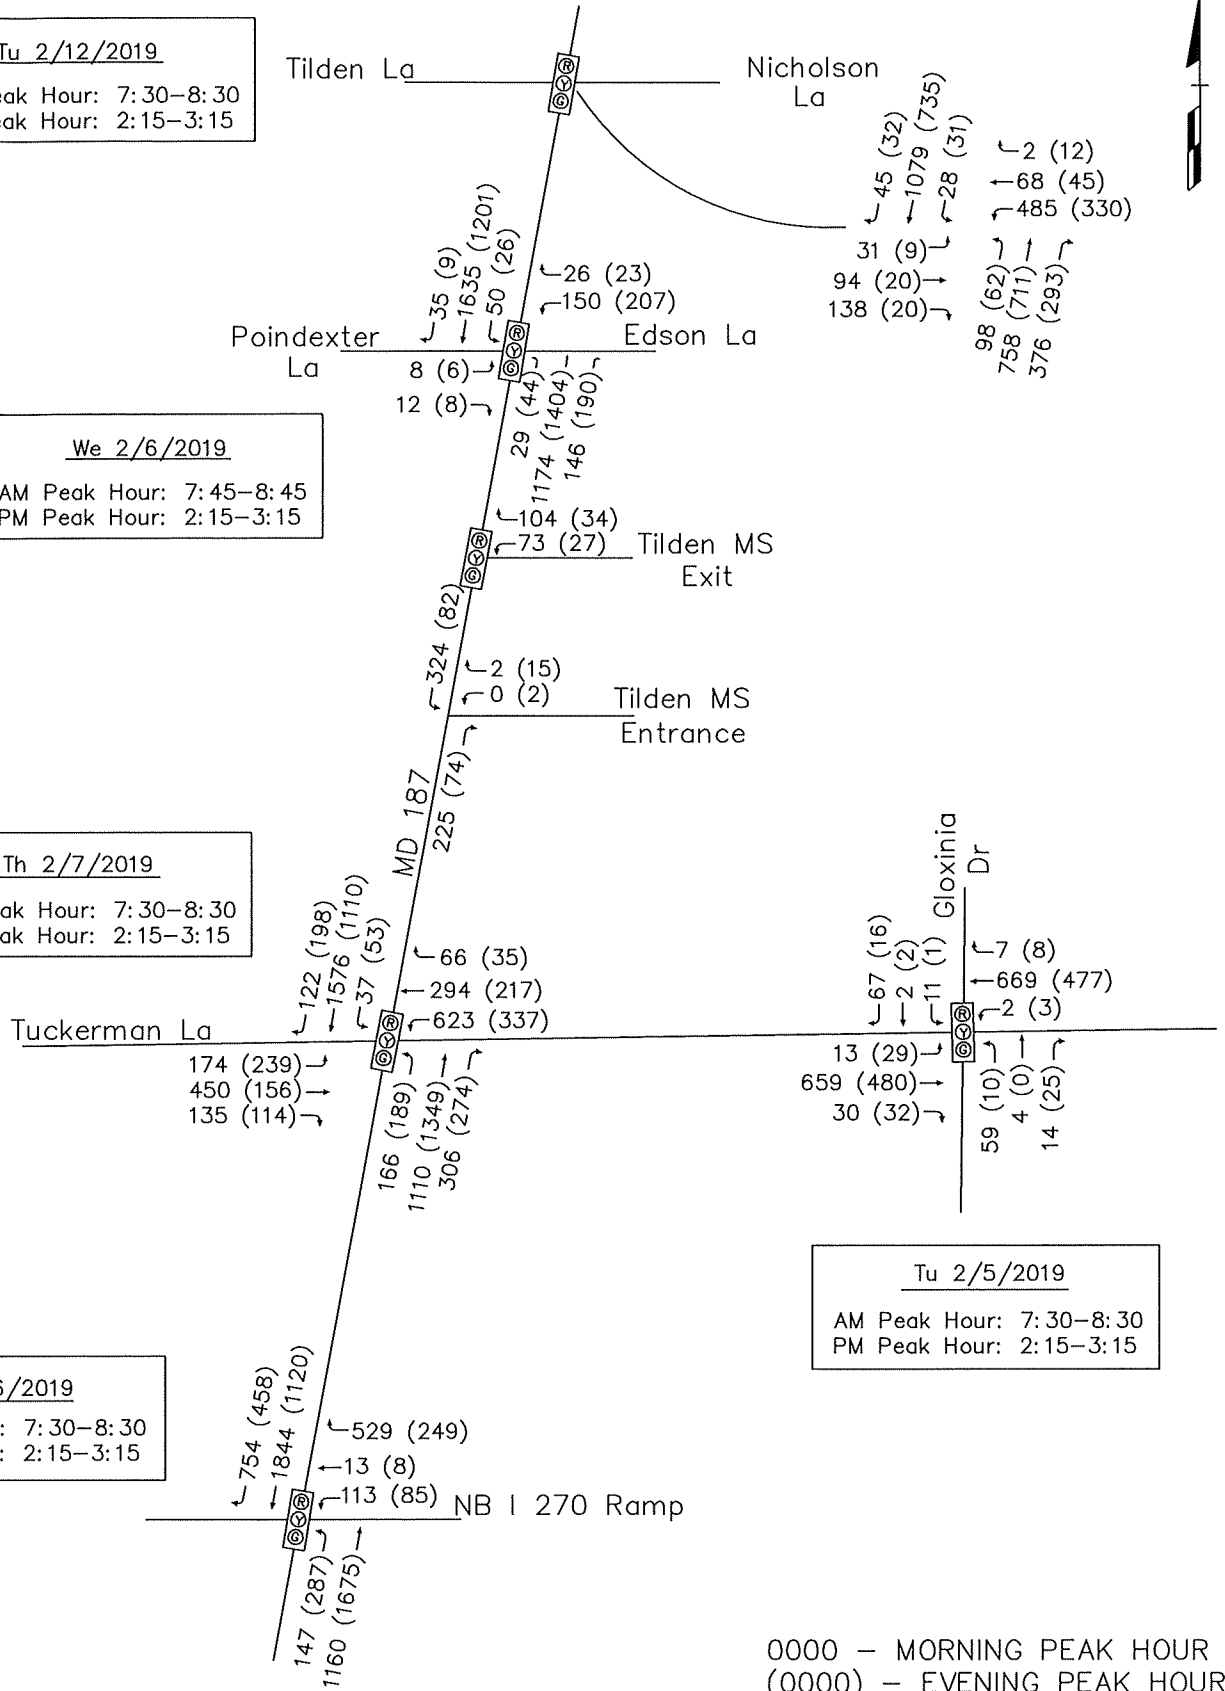 Tu 2/12/2019
eak Hour: 7:30-8:30
eak Hour: 2:15-3:15
Tilden La
Nicholson
La
R
Y
G
45 (32)
1079 (735)
28 (31)
2 (12)
68 (45)
485 (330)
31 (9)
94 (20)
138 (20)
98 (62)
758 (711)
376 (293)
35 (9)
1635 (1201)
50 (26)
26 (23)
150 (207)
Poindexter
La
Edson La
R
Y
G
8 (6)
12 (8)
29 (44)
1174 (1404)
146 (190)
We 2/6/2019
AM Peak Hour: 7:45-8:45
PM Peak Hour: 2:15-3:15
104 (34)
73 (27)
Tilden MS
Exit
R
Y
G
324 (82)
2 (15)
0 (2)
Tilden MS
Entrance
225 (74)
MD 187
Th 2/7/2019
ak Hour: 7:30-8:30
ak Hour: 2:15-3:15
122 (198)
1576 (1110)
37 (53)
66 (35)
294 (217)
623 (337)
Tuckerman La
R
Y
G
174 (239)
450 (156)
135 (114)
166 (189)
1110 (1349)
306 (274)
Gloxinia
Dr
67 (16)
2 (2)
11 (1)
7 (8)
669 (477)
2 (3)
R
Y
G
13 (29)
659 (480)
30 (32)
59 (10)
4 (0)
14 (25)
Tu 2/5/2019
AM Peak Hour: 7:30-8:30
PM Peak Hour: 2:15-3:15
6/2019
: 7:30-8:30
: 2:15-3:15
754 (458)
1844 (1120)
529 (249)
13 (8)
113 (85)
NB I 270 Ramp
R
Y
G
147 (287)
1160 (1675)
0000 - MORNING PEAK HOUR
(0000) - EVENING PEAK HOUR